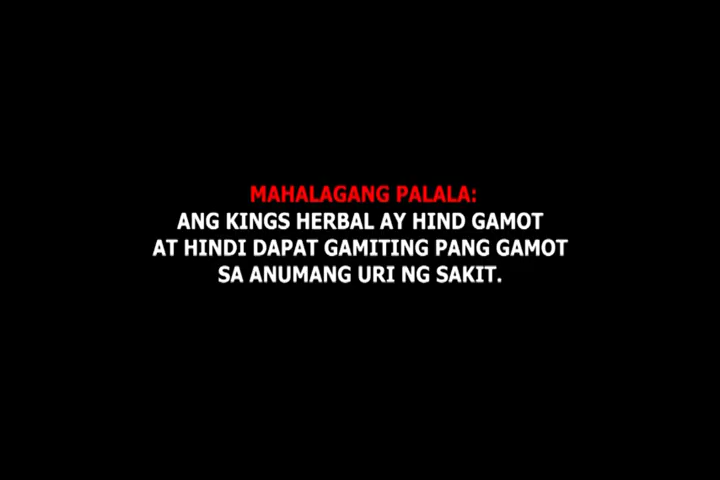 MAHALAGANG PALALA:
ANG KINGS HERBAL AY HIND GAMOT
AT HINDI DAPAT GAMITING PANG GAMOT
SA ANUMANG URI NG SAKIT.